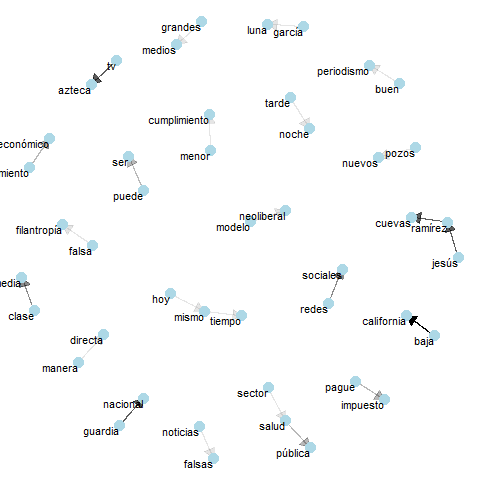 grandes
luna
garcía
medios
tv
periodismo
azteca
buen
tarde
cumplimiento
noche
económico
menor
pozos
ser
nuevos
miento
puede
neoliberal
cuevas
modelo
ramírez
filantropía
falsa
jesús
sociales
media
hoy
redes
clase
mismo
tiempo
california
directa
baja
manera
pague
sector
nacional
impuesto
salud
guardia
noticias
pública
falsas